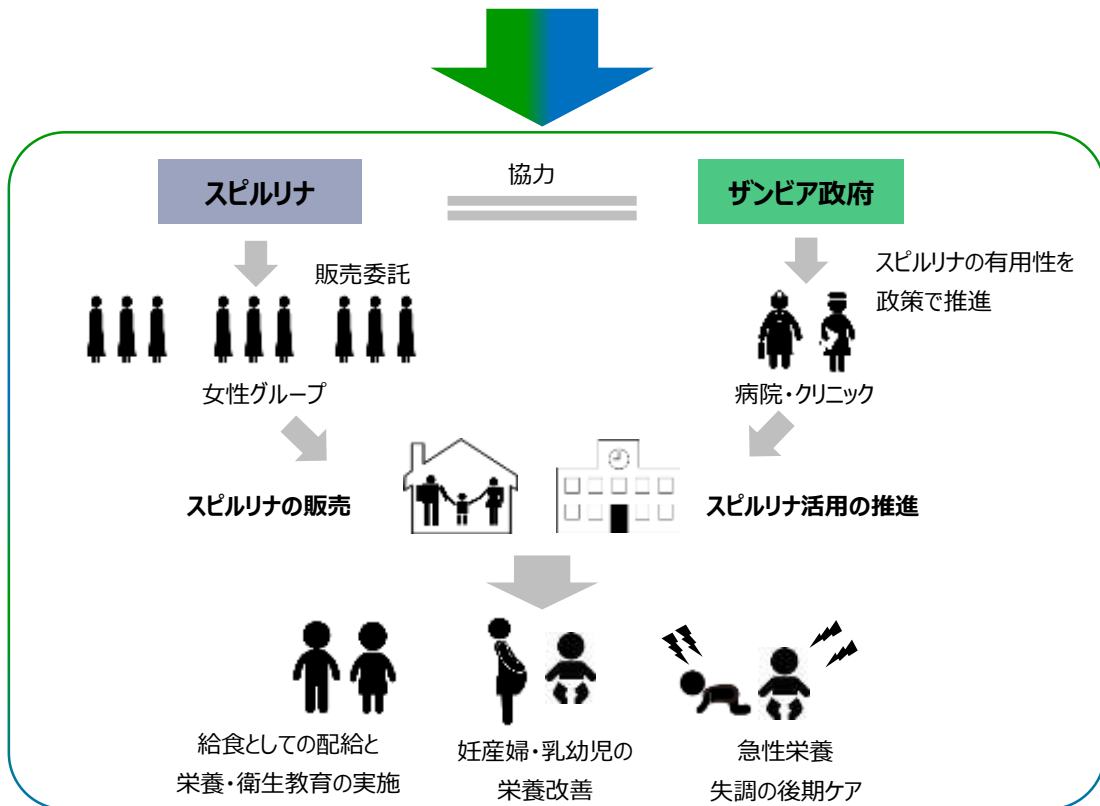 協力
スピルリナ
ザンビア政府
販売委託
スピルリナの有用性を
政策で推進
女性グループ
病院・クリニック
スピルリナの販売
スピルリナ活用の推進
給食としての配給と
栄養・衛生教育の実施
妊産婦・乳幼児の
栄養改善
急性栄養
失調の後期ケア